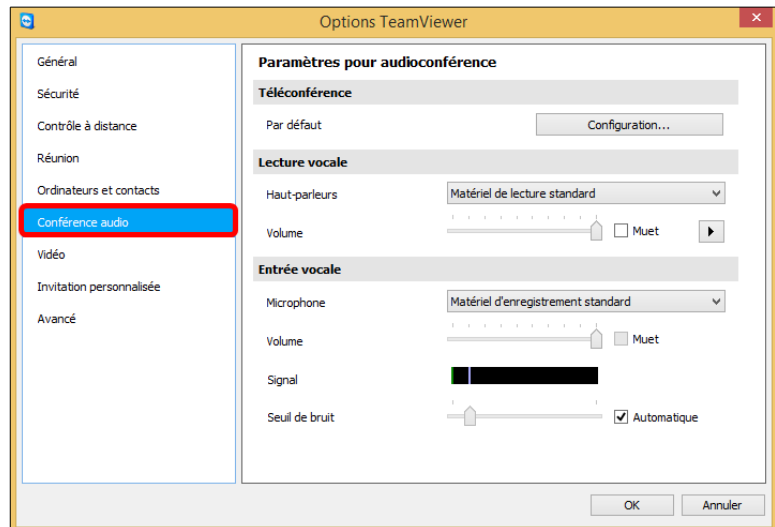 Options TeamViewer
Général
Sécurité
Contrôle à distance
Réunion
Ordinateurs et contacts
Conférence audio
Vidéo
Invitation personnalisée
Avancé
Paramètres pour audioconférence
Téléconférence
Par défaut Configuration...
Lecture vocale
Haut-parleurs Matériel de lecture standard
Volume Muet
Entrée vocale
Microphone Matériel d'enregistrement standard
Volume Muet
Signal
Seuil de bruit Automatique
OK Annuler